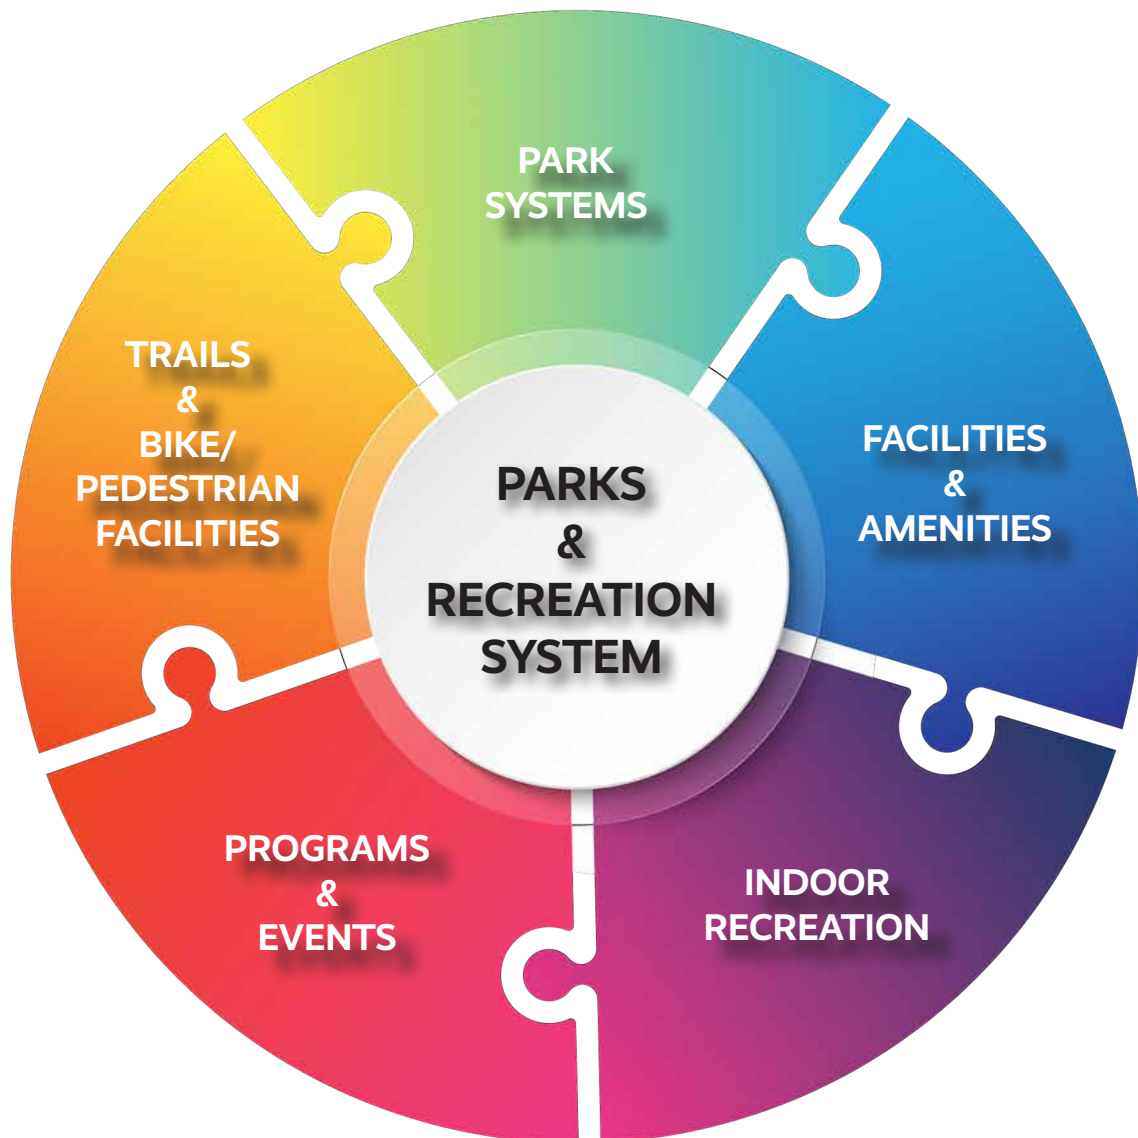 PARK
SYSTEMS
TRAILS
&
BIKE/
PEDESTRIAN
FACILITIES
FACILITIES
&
AMENITIES
PARKS
&
RECREATION
SYSTEM
PROGRAMS
&
EVENTS
INDOOR
RECREATION